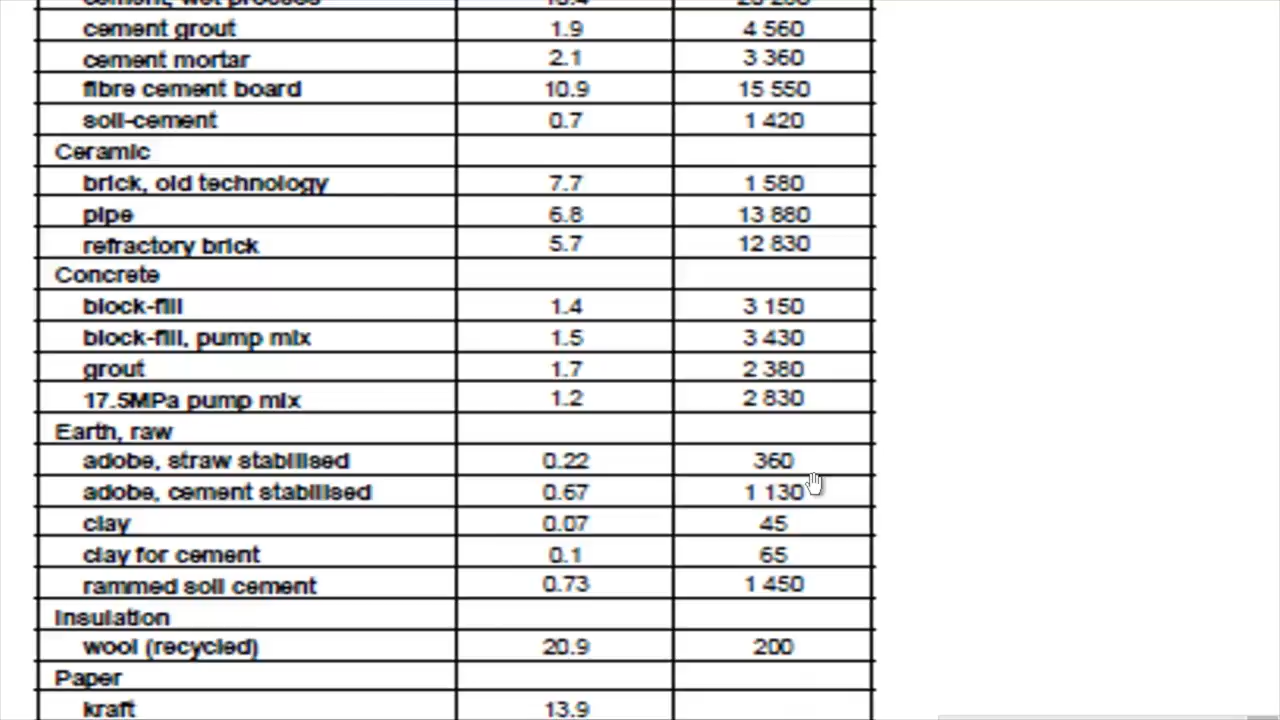 cement grout 1.9 4 560
cement mortar 2.1 3 360
fibre cement board 10.9 15 550
soil-cement 0.7 1 420
Ceramic
brick, old technology 7.7 1 580
pipe 6.8 13 880
refractory brick 5.7 12 830
Concrete
block-fill 1.4 3 150
block-fill, pump mix 1.5 3 430
grout 1.7 2 380
17.5MPa pump mix 1.2 2 830
Earth, raw
adobe, straw stabilised 0.22 360
adobe, cement stabilised 0.67 1 130
clay 0.07 45
clay for cement 0.1 65
rammed soil cement 0.73 1 450
Insulation
wool (recycled) 20.9 200
Paper
kraft 13.9